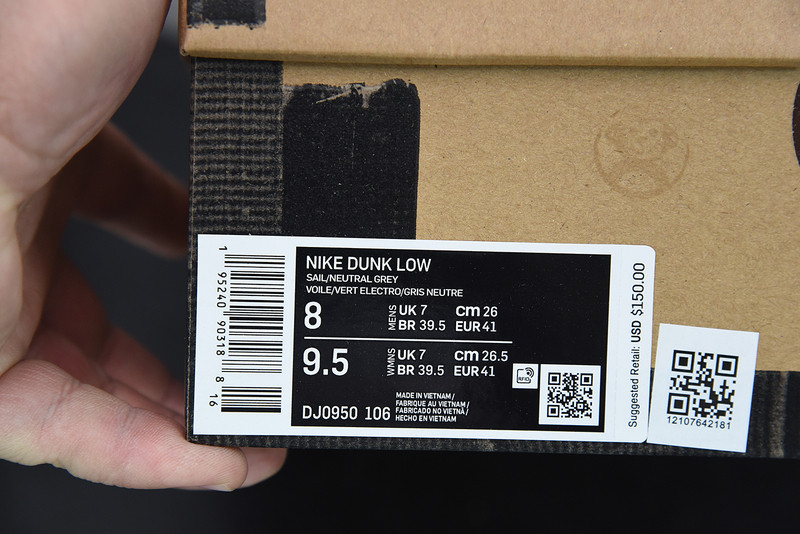 NIKE DUNK LOW
SAIL/NEUTRAL GREY
VOILE/VERT ELECTRO/GRIS NEUTRE
8
MENS
UK 7 cm 26
BR 39.5 EUR 41
9.5
WMNS
UK 7 cm 26.5
BR 39.5 EUR 41
RFID
DJ0950 106
MADE IN VIETNAM /
FABRIQUE AU VIETNAM /
FABRICADO NO VIETNÃ /
HECHO EN VIETNAM
1 95240 90318 8
16
Suggested Retail: USD $150.00
12107642181